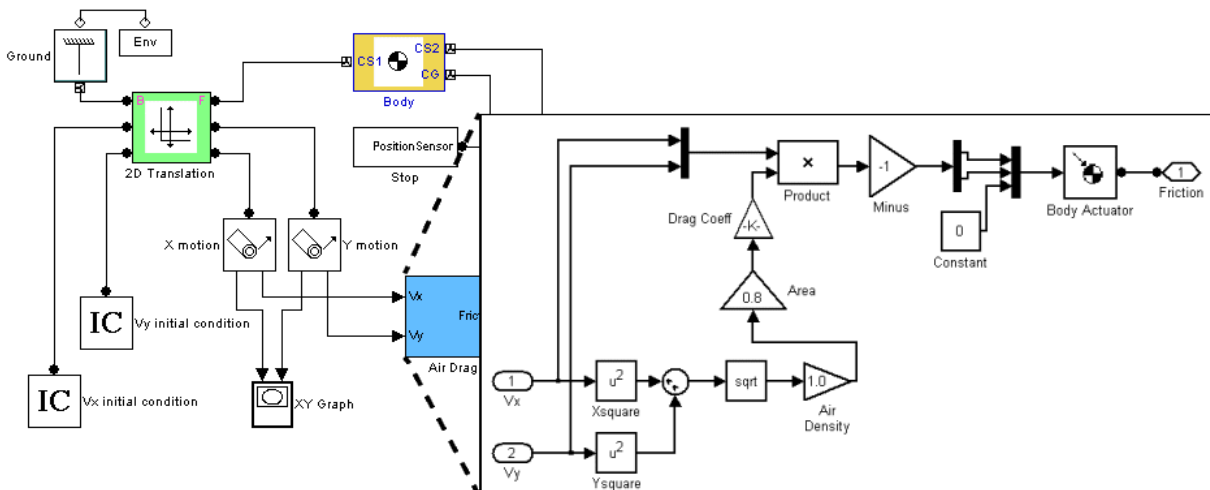 Env
Ground
B
F
2D Translation
CS1
CS2
CG
Body
PositionSensor
Stop
X motion
Y motion
IC
Vy initial condition
IC
Vx initial condition
XY Graph
Vx
Vy
Frict
Air Drag
×
Product
-1
Minus
Drag Coeff
-K-
0.8
Area
0
Constant
Body Actuator
1
Friction
1
Vx
u²
Xsquare
sqrt
1.0
Air
Density
2
Vy
u²
Ysquare